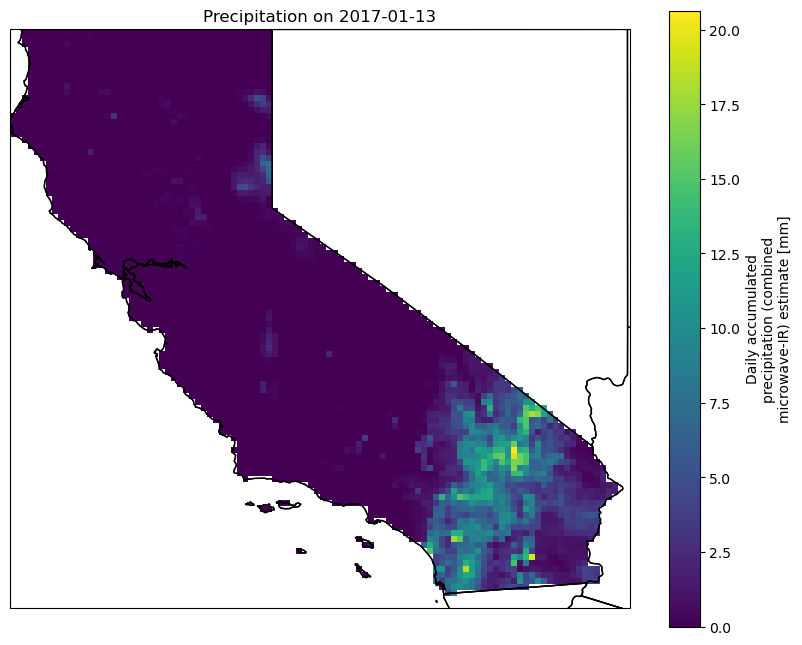 Precipitation on 2017-01-13
20.0
17.5
15.0
12.5
10.0
7.5
5.0
2.5
0.0
Daily accumulated
precipitation (combined
microwave-IR) estimate [mm]